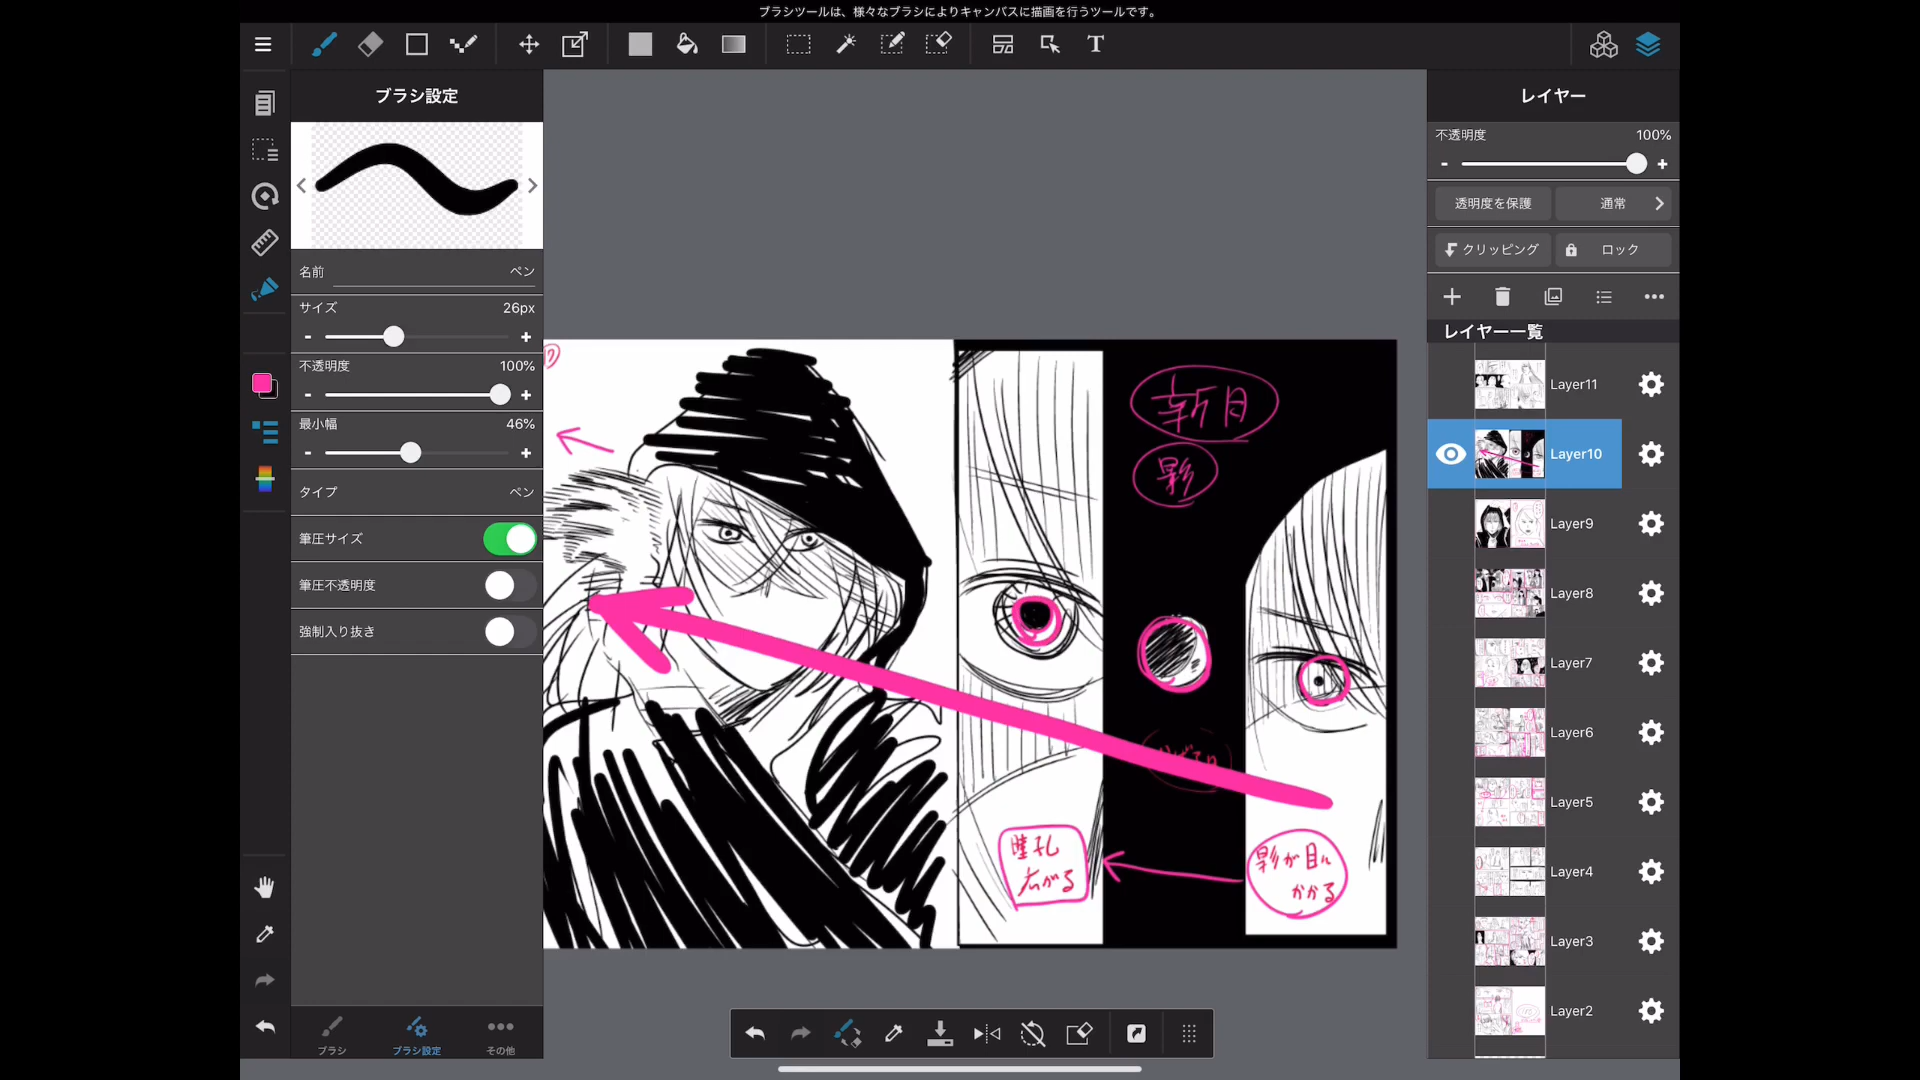 ブラシツールは、様々なブラシによりキャンバスに描画を行うツールです。
T
ブラシ設定
名前
ペン
サイズ
26px
- +
不透明度
100%
- +
最小幅
46%
- +
タイプ
ペン
筆圧サイズ
筆圧不透明度
強制入り抜き
ブラシ
ブラシ設定
その他
新月
影
瞳孔
広がる
影が目に
かかる
レイヤー
不透明度
100%
- +
透明度を保護
通常
クリッピング
ロック
レイヤー一覧
Layer11
Layer10
Layer9
Layer8
Layer7
Layer6
Layer5
Layer4
Layer3
Layer2